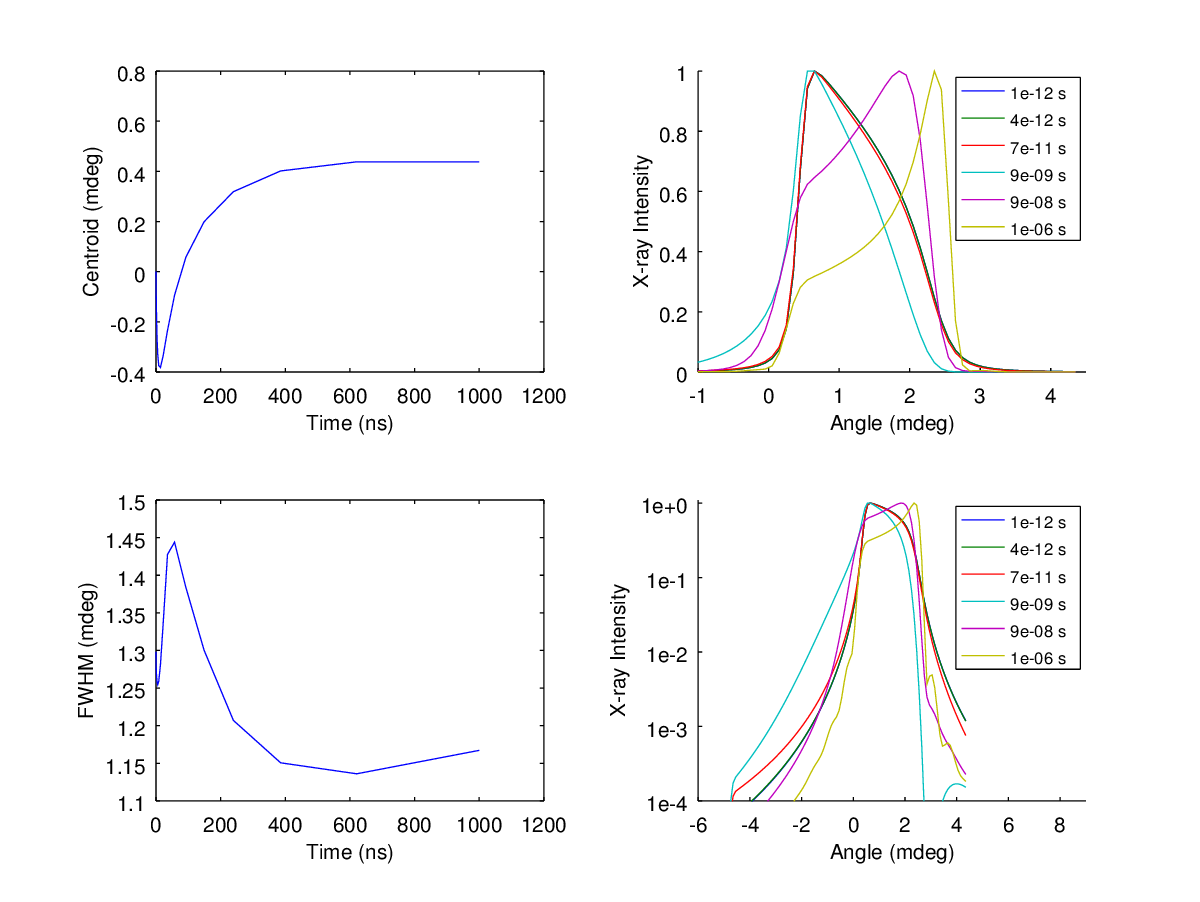 0.8
0.6
0.4
0.2
0
-0.2
-0.4
Centroid (mdeg)
0 200 400 600 800 1000 1200
Time (ns)
1
0.8
0.6
0.4
0.2
0
X-ray Intensity
1e-12 s
4e-12 s
7e-11 s
9e-09 s
9e-08 s
1e-06 s
-1 0 1 2 3 4
Angle (mdeg)
1.5
1.45
1.4
1.35
1.3
1.25
1.2
1.15
1.1
FWHM (mdeg)
0 200 400 600 800 1000 1200
Time (ns)
1e+0
1e-1
1e-2
1e-3
1e-4
X-ray Intensity
1e-12 s
4e-12 s
7e-11 s
9e-09 s
9e-08 s
1e-06 s
-6 -4 -2 0 2 4 6 8
Angle (mdeg)